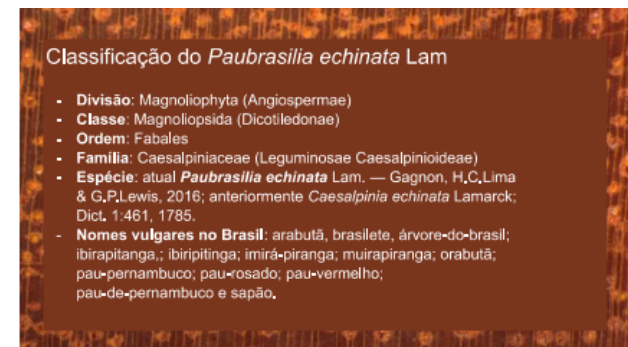 Classificação do Paubrasilia echinata Lam
- Divisão: Magnoliophyta (Angiospermae)
- Classe: Magnoliopsida (Dicotiledonae)
- Ordem: Fabales
- Família: Caesalpiniaceae (Leguminosae Caesalpinioideae)
- Espécie: atual Paubrasilia echinata Lam. — Gagnon, H.C.Lima
& G.P.Lewis, 2016; anteriormente Caesalpinia echinata Lamarck;
Dict. 1:461, 1785.
- Nomes vulgares no Brasil: arabutã, brasilete, árvore-do-brasil;
ibirapitanga,; ibiripitinga; imirá-piranga; muirapiranga; orabutã;
pau-pernambuco; pau-rosado; pau-vermelho;
pau-de-pernambuco e sapão.